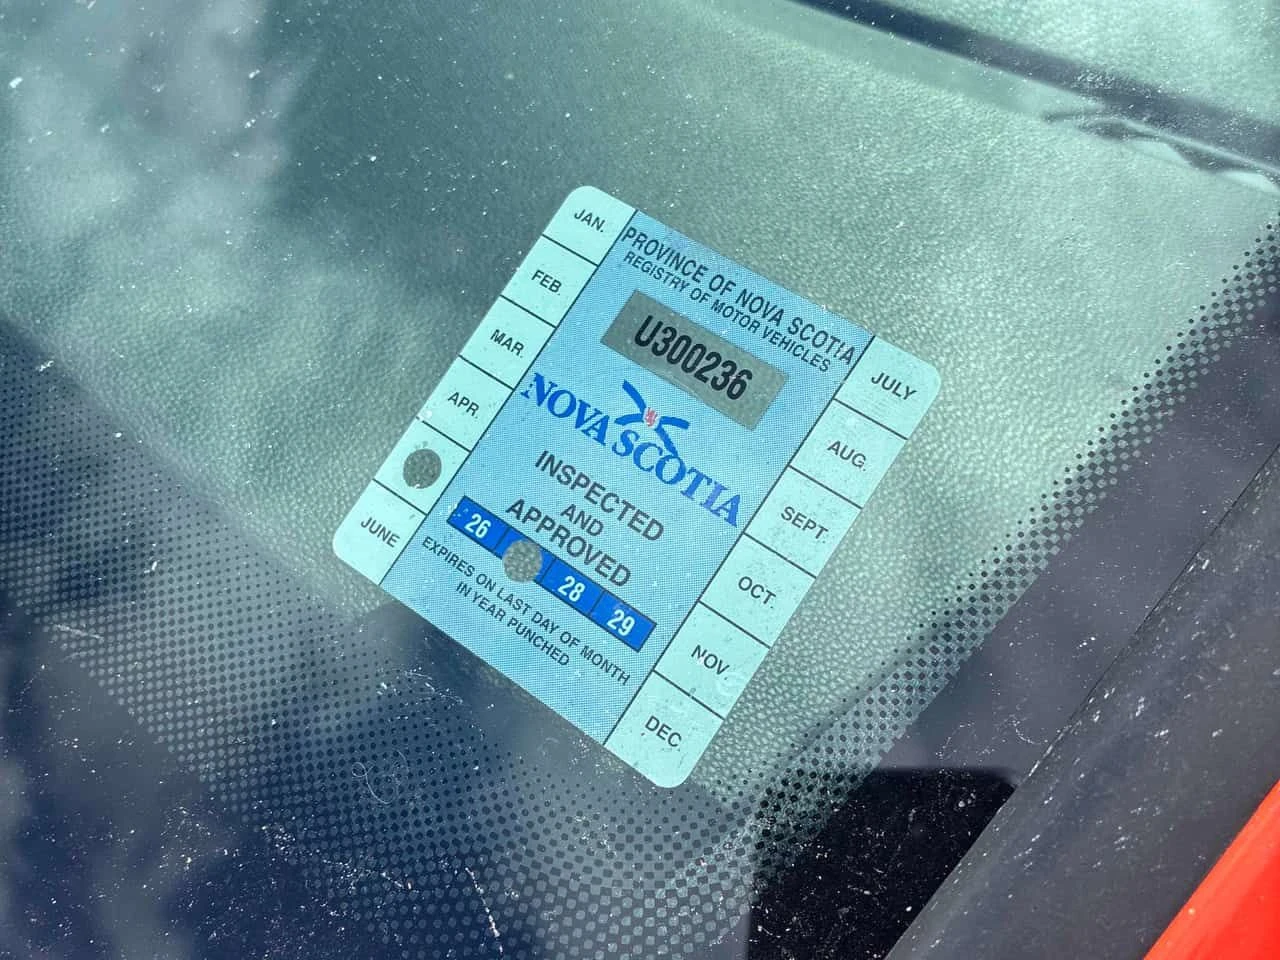 JAN.
FEB.
MAR.
APR.
JUNE
PROVINCE OF NOVA SCOTIA
REGISTRY OF MOTOR VEHICLES
U300236
NOVA SCOTIA
INSPECTED
AND
APPROVED
26 28 29
EXPIRES ON LAST DAY OF MONTH
IN YEAR PUNCHED
JULY
AUG.
SEPT.
OCT.
NOV.
DEC.